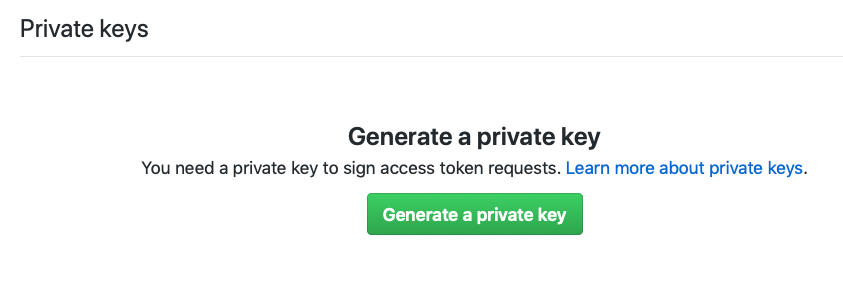 Private keys
Generate a private key
You need a private key to sign access token requests. Learn more about private keys.
Generate a private key